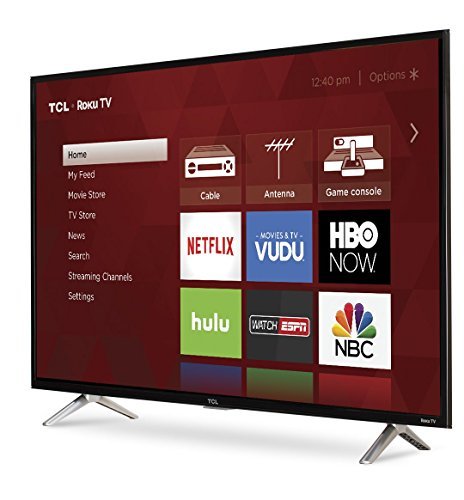 12:40 pm | Options *
TCL • Roku TV
Home
My Feed
Movie Store
TV Store
News
Search
Streaming Channels
Settings
Cable
Antenna
Game console
NETFLIX
- MOVIES & TV -
VUDU
HBO
NOW
hulu
WATCH ESPN
NBC
TCL
Roku TV